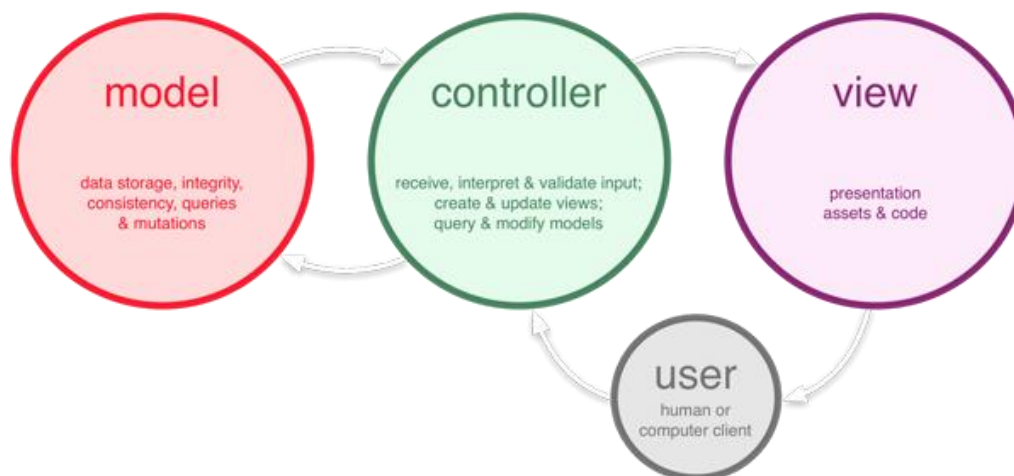 model
data storage, integrity,
consistency, queries
& mutations
controller
receive, interpret & validate input;
create & update views;
query & modify models
view
presentation
assets & code
user
human or
computer client